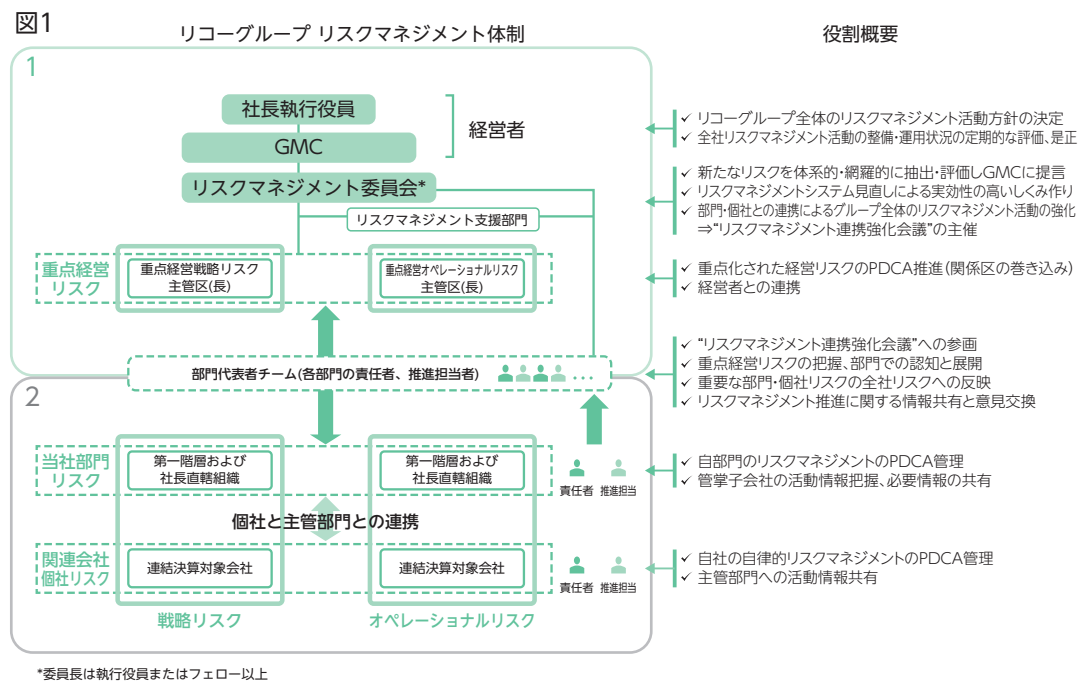 図1
リコーグループ リスクマネジメント体制
役割概要
1
社長執行役員
GMC
経営者
リスクマネジメント委員会*
リスクマネジメント支援部門
重点経営
リスク
重点経営戦略リスク
主管区(長)
重点経営オペレーショナルリスク
主管区(長)
部門代表者チーム(各部門の責任者、推進担当者)
...
2
当社部門
リスク
第一階層および
社長直轄組織
第一階層および
社長直轄組織
責任者 推進担当
個社と主管部門との連携
関連会社
個社リスク
連結決算対象会社
連結決算対象会社
責任者 推進担当
戦略リスク
オペレーショナルリスク
✓ リコーグループ全体のリスクマネジメント活動方針の決定
✓ 全社リスクマネジメント活動の整備・運用状況の定期的な評価、是正
✓ 新たなリスクを体系的・網羅的に抽出・評価しGMCに提言
✓ リスクマネジメントシステム見直しによる実効性の高いしくみ作り
✓ 部門・個社との連携によるグループ全体のリスクマネジメント活動の強化
⇒“リスクマネジメント連携強化会議”の主催
✓ 重点化された経営リスクのPDCA推進(関係区の巻き込み)
✓ 経営者との連携
✓ “リスクマネジメント連携強化会議”への参画
✓ 重点経営リスクの把握、部門での認知と展開
✓ 重要な部門・個社リスクの全社リスクへの反映
✓ リスクマネジメント推進に関する情報共有と意見交換
✓ 自部門のリスクマネジメントのPDCA管理
✓ 管掌子会社の活動情報把握、必要情報の共有
✓ 自社の自律的リスクマネジメントのPDCA管理
✓ 主管部門への活動情報共有
*委員長は執行役員またはフェロー以上